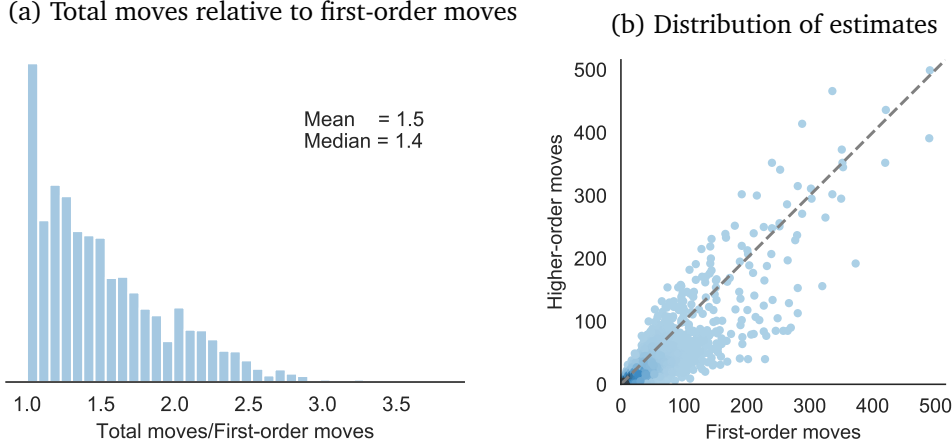 (a) Total moves relative to first-order moves
Mean = 1.5
Median = 1.4
1.0 1.5 2.0 2.5 3.0 3.5
Total moves/First-order moves
(b) Distribution of estimates
500
400
300
200
100
0
Higher-order moves
0 100 200 300 400 500
First-order moves